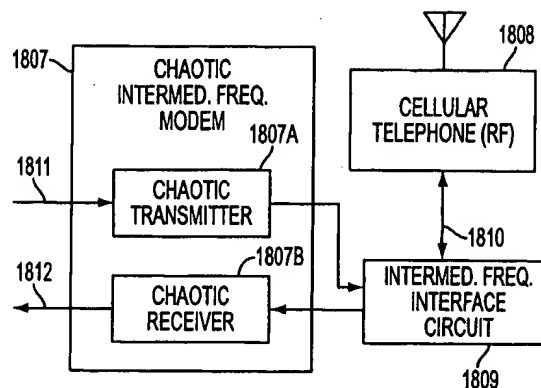 1807
CHAOTIC
INTERMED. FREQ.
MODEM
1807A
1811
CHAOTIC
TRANSMITTER
1807B
1812
CHAOTIC
RECEIVER
1808
CELLULAR
TELEPHONE (RF)
1810
INTERMED. FREQ.
INTERFACE
CIRCUIT
1809